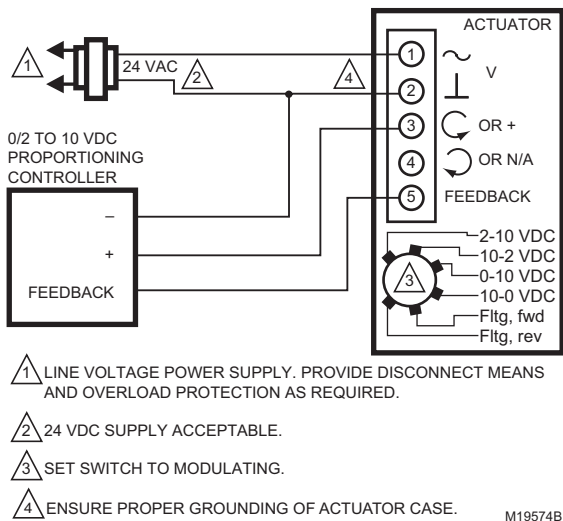 ACTUATOR
1
24 VAC
2
4
1
V
2
0/2 TO 10 VDC
PROPORTIONING
CONTROLLER
3
OR +
4
OR N/A
5
FEEDBACK
–
+
FEEDBACK
2-10 VDC
10-2 VDC
0-10 VDC
10-0 VDC
Fltg, fwd
Fltg, rev
3
1 LINE VOLTAGE POWER SUPPLY. PROVIDE DISCONNECT MEANS
AND OVERLOAD PROTECTION AS REQUIRED.
2 24 VDC SUPPLY ACCEPTABLE.
3 SET SWITCH TO MODULATING.
4 ENSURE PROPER GROUNDING OF ACTUATOR CASE.
M19574B